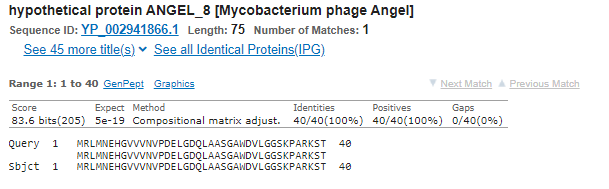 hypothetical protein ANGEL_8 [Mycobacterium phage Angel]
Sequence ID: YP_002941866.1 Length: 75 Number of Matches: 1
See 45 more title(s) See all Identical Proteins(IPG)
Range 1: 1 to 40 GenPept Graphics Next Match Previous Match
Score Expect Method Identities Positives Gaps
83.6 bits(205) 5e-19 Compositional matrix adjust. 40/40(100%) 40/40(100%) 0/40(0%)
Query 1 MRLMNEHGVVVNVPDELGDQLAASGAWDVLGGSKPARKST 40
MRLMNEHGVVVNVPDELGDQLAASGAWDVLGGSKPARKST
Sbjct 1 MRLMNEHGVVVNVPDELGDQLAASGAWDVLGGSKPARKST 40